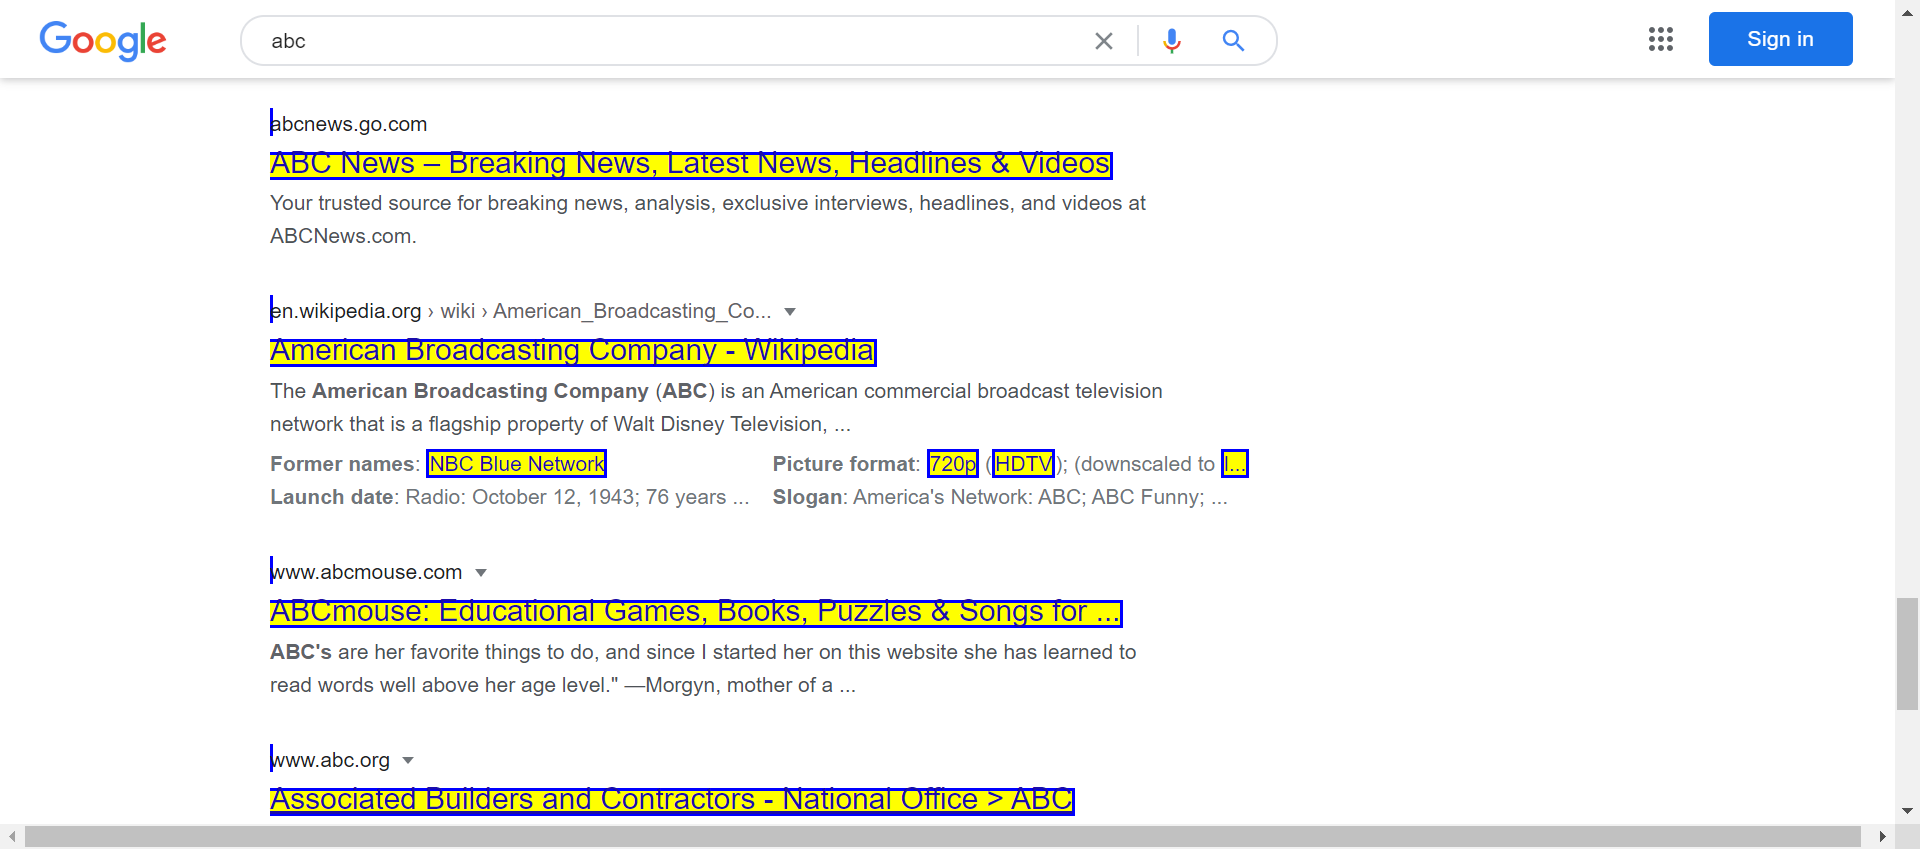 Google
abc
Sign in
abcnews.go.com
ABC News – Breaking News, Latest News, Headlines & Videos
Your trusted source for breaking news, analysis, exclusive interviews, headlines, and videos at
ABCNews.com.
en.wikipedia.org › wiki › American_Broadcasting_Co...
American Broadcasting Company - Wikipedia
The American Broadcasting Company (ABC) is an American commercial broadcast television
network that is a flagship property of Walt Disney Television, ...
Former names: NBC Blue Network
Picture format: 720p (HDTV); (downscaled to l...
Launch date: Radio: October 12, 1943; 76 years ...
Slogan: America's Network: ABC; ABC Funny; ...
www.abcmouse.com
ABCmouse: Educational Games, Books, Puzzles & Songs for ...
ABC's are her favorite things to do, and since I started her on this website she has learned to
read words well above her age level." —Morgyn, mother of a ...
www.abc.org
Associated Builders and Contractors - National Office > ABC